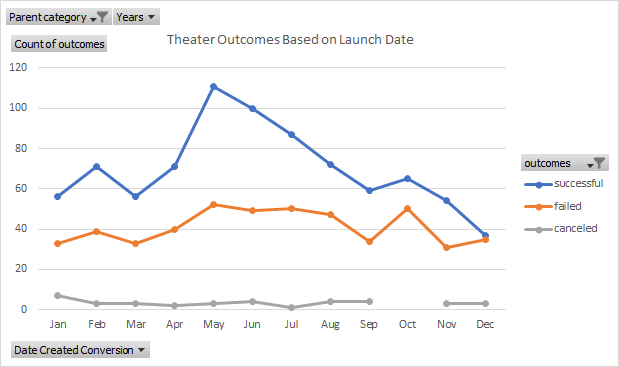 Parent category Years
Count of outcomes
Theater Outcomes Based on Launch Date
120
100
80
60
40
20
0
Jan Feb Mar Apr May Jun Jul Aug Sep Oct Nov Dec
outcomes
successful
failed
canceled
Date Created Conversion